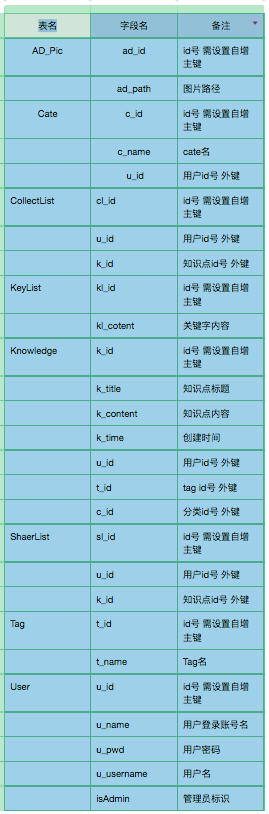 表名 字段名 备注
AD_Pic ad_id id号 需设置自增
主键
ad_path 图片路径
Cate c_id id号 需设置自增
主键
c_name cate名
u_id 用户id号 外键
CollectList cl_id id号 需设置自增
主键
u_id 用户id号 外键
k_id 知识点id号 外键
KeyList kl_id id号 需设置自增
主键
kl_cotent 关键字内容
Knowledge k_id id号 需设置自增
主键
k_title 知识点标题
k_content 知识点内容
k_time 创建时间
u_id 用户id号 外键
t_id tag id号 外键
c_id 分类id号 外键
ShaerList sl_id id号 需设置自增
主键
u_id 用户id号 外键
k_id 知识点id号 外键
Tag t_id id号 需设置自增
主键
t_name Tag名
User u_id id号 需设置自增
主键
u_name 用户登录账号名
u_pwd 用户密码
u_username 用户名
isAdmin 管理员标识